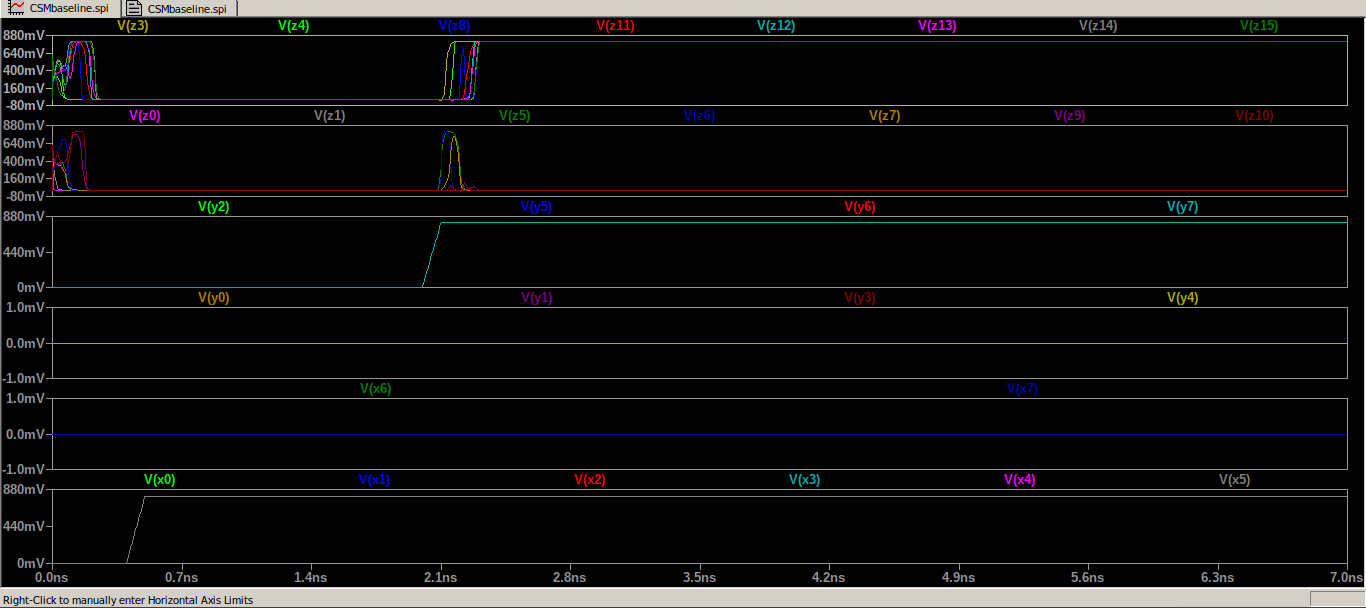 CSMbaseline.spi CSMbaseline.spi
V(z3) V(z4) V(z8) V(z11) V(z12) V(z13) V(z14) V(z15)
880mV
640mV
400mV
160mV
-80mV
V(z0) V(z1) V(z5) V(z6) V(z7) V(z9) V(z10)
880mV
640mV
400mV
160mV
-80mV
V(y2) V(y5) V(y6) V(y7)
880mV
440mV
0mV
V(y0) V(y1) V(y3) V(y4)
1.0mV
0.0mV
-1.0mV
V(x6) V(x7)
1.0mV
0.0mV
-1.0mV
V(x0) V(x1) V(x2) V(x3) V(x4) V(x5)
880mV
440mV
0mV
0.0ns 0.7ns 1.4ns 2.1ns 2.8ns 3.5ns 4.2ns 4.9ns 5.6ns 6.3ns 7.0ns
Right-Click to manually enter Horizontal Axis Limits